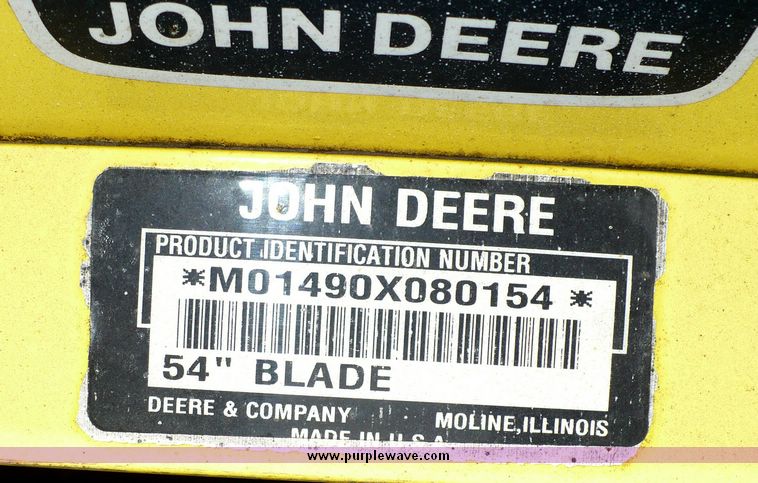 JOHN DEERE
JOHN DEERE
PRODUCT IDENTIFICATION NUMBER
*M01490X080154 *
54" BLADE
DEERE & COMPANY MOLINE, ILLINOIS
MADE IN U.S.A
www.purplewave.com